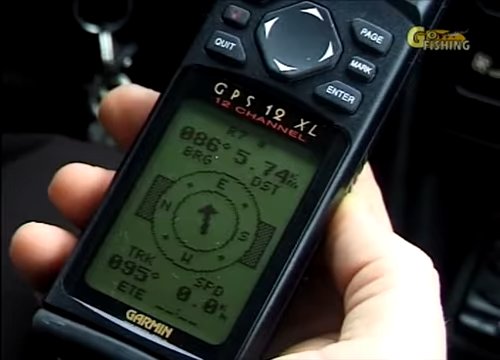 GO
FISHING
PAGE
QUIT
MARK
ENTER
GPS 12 XL
12 CHANNEL
086° 5.74
BRG DST
E
N S
W
TRK
095° SPD
ETE 0.0
GARMIN